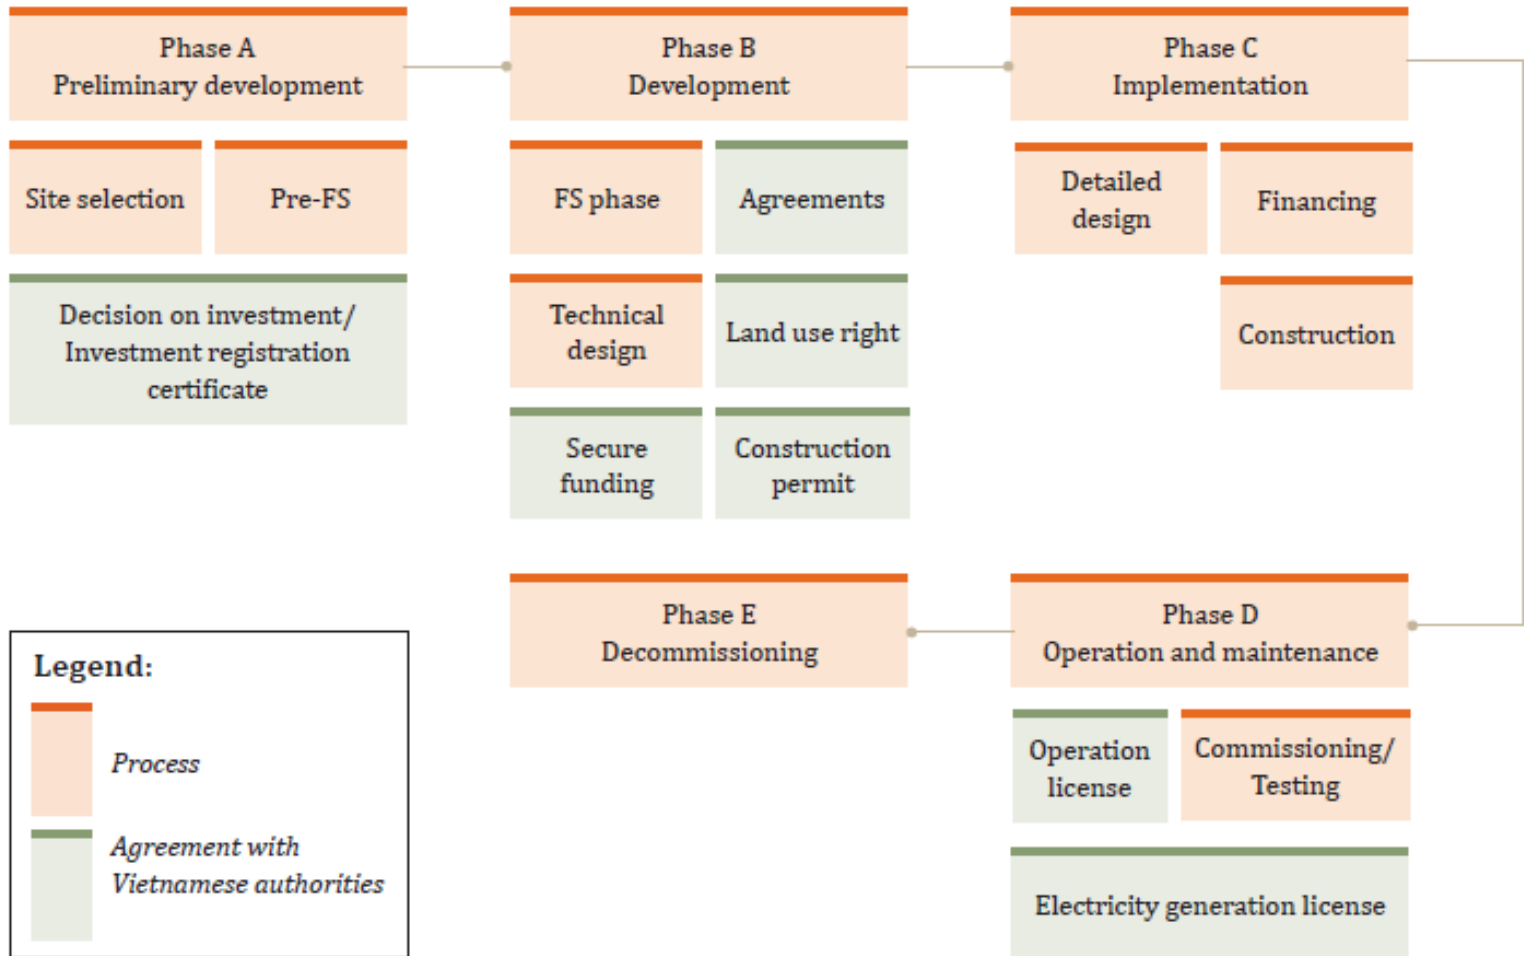 Phase A
Preliminary development
Phase B
Development
Phase C
Implementation
Site selection
Pre-FS
FS phase
Agreements
Detailed
design
Financing
Decision on investment/
Investment registration
certificate
Technical
design
Land use right
Construction
Secure
funding
Construction
permit
Phase E
Decommissioning
Phase D
Operation and maintenance
Operation
license
Commissioning/
Testing
Electricity generation license
Legend:
Process
Agreement with
Vietnamese authorities